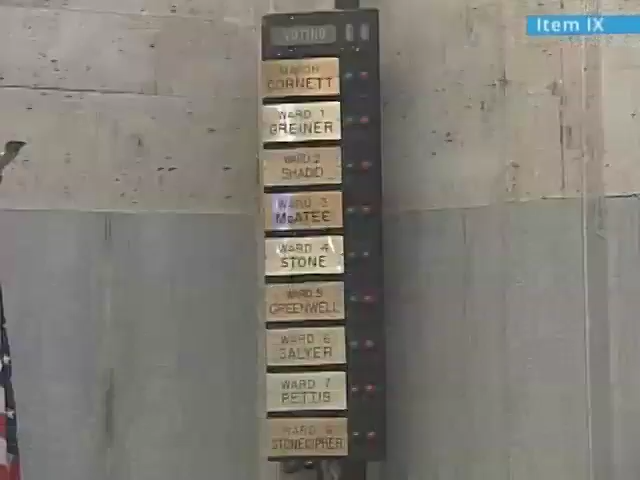 Item IX
VOTING
MAYOR
CORNETT
WARD 1
GREINER
WARD 2
SHADID
WARD 3
McATEE
WARD 4
STONE
WARD 5
GREENWELL
WARD 6
SALYER
WARD 7
PETTIS
WARD 8
STONECIPHER